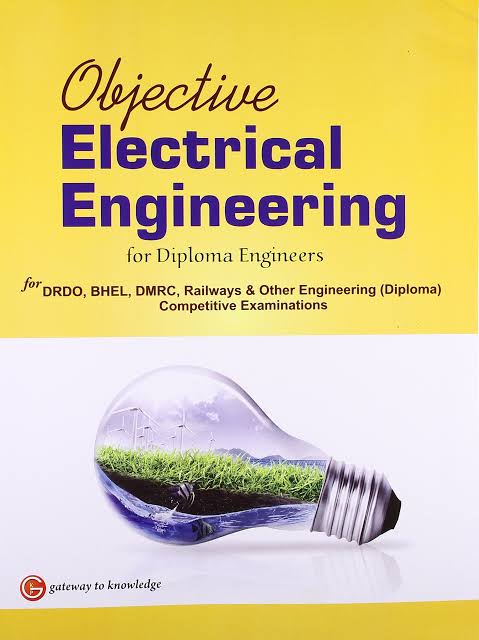 Objective
Electrical
Engineering
for Diploma Engineers
for DRDO, BHEL, DMRC, Railways & Other Engineering (Diploma)
Competitive Examinations
gateway to knowledge